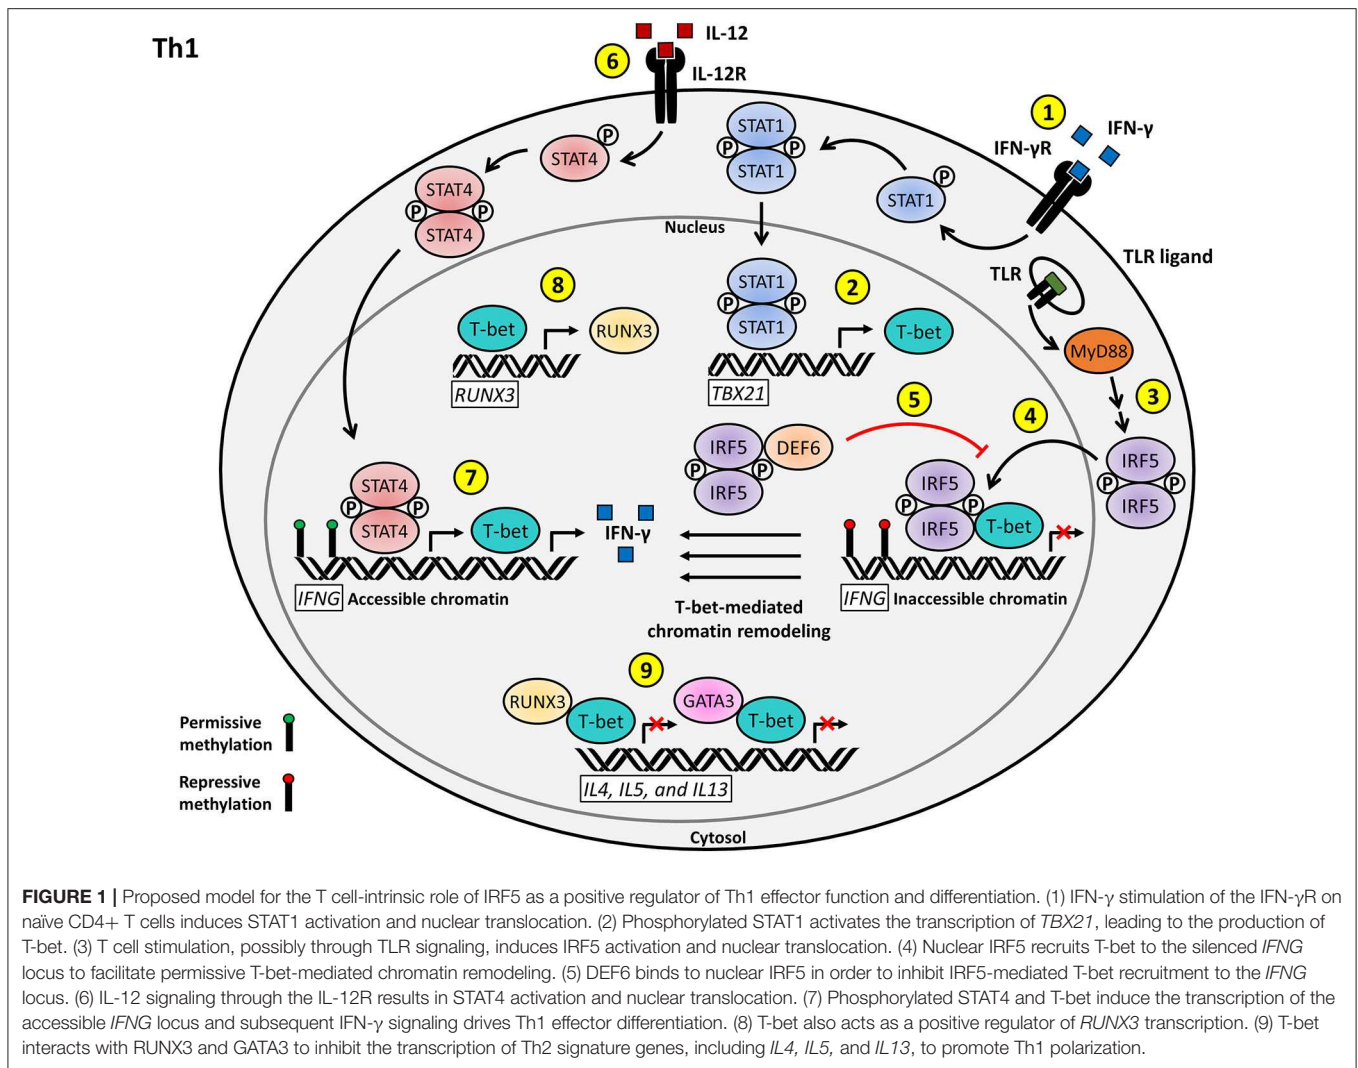 Th1
IL-12
6
IL-12R
1
IFN-γ
IFN-γR
STAT1
P P
STAT1
P
STAT4
P
STAT1
STAT4
P P
STAT4
Nucleus
TLR ligand
TLR
8
STAT1
P P
STAT1
2
T-bet
RUNX3
T-bet
MyD88
RUNX3
TBX21
3
5
4
IRF5
DEF6
P P
IRF5
IRF5
P P
IRF5
7
STAT4
P P
STAT4
T-bet
IFN-γ
IRF5
P P
IRF5
T-bet
IFNG Accessible chromatin
IFNG Inaccessible chromatin
T-bet-mediated
chromatin remodeling
9
RUNX3
T-bet
GATA3
T-bet
Permissive
methylation
IL4, IL5, and IL13
Repressive
methylation
Cytosol
FIGURE 1 | Proposed model for the T cell-intrinsic role of IRF5 as a positive regulator of Th1 effector function and differentiation. (1) IFN-γ stimulation of the IFN-γR on
naïve CD4+ T cells induces STAT1 activation and nuclear translocation. (2) Phosphorylated STAT1 activates the transcription of TBX21, leading to the production of
T-bet. (3) T cell stimulation, possibly through TLR signaling, induces IRF5 activation and nuclear translocation. (4) Nuclear IRF5 recruits T-bet to the silenced IFNG
locus to facilitate permissive T-bet-mediated chromatin remodeling. (5) DEF6 binds to nuclear IRF5 in order to inhibit IRF5-mediated T-bet recruitment to the IFNG
locus. (6) IL-12 signaling through the IL-12R results in STAT4 activation and nuclear translocation. (7) Phosphorylated STAT4 and T-bet induce the transcription of the
accessible IFNG locus and subsequent IFN-γ signaling drives Th1 effector differentiation. (8) T-bet also acts as a positive regulator of RUNX3 transcription. (9) T-bet
interacts with RUNX3 and GATA3 to inhibit the transcription of Th2 signature genes, including IL4, IL5, and IL13, to promote Th1 polarization.